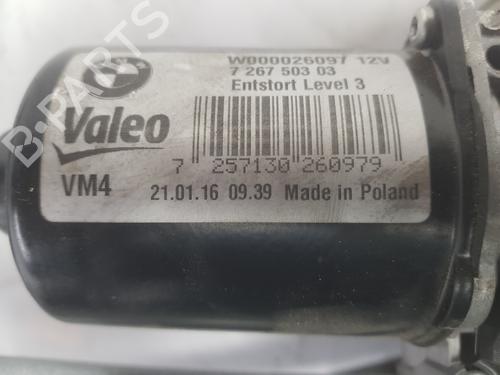 W000026097 12V
7 267 503 03
Entstort Level 3
Valeo
7 257130 260979
VM4 21.01.16 09.39 Made in Poland
B-PARTS